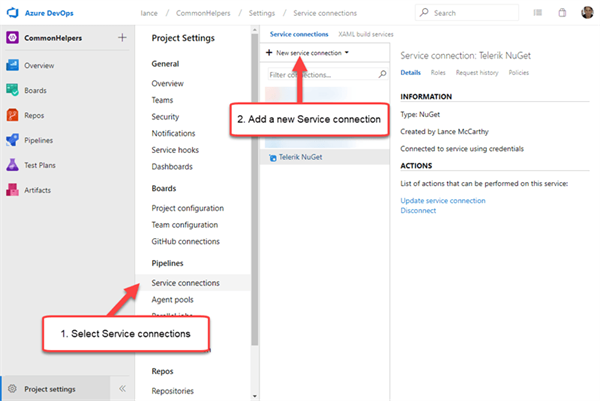 Azure DevOps
lance / CommonHelpers / Settings / Service connections
Search
CommonHelpers
Overview
Boards
Repos
Pipelines
Test Plans
Artifacts
Project settings
Project Settings
General
Overview
Teams
Security
Notifications
Service hooks
Dashboards
Boards
Project configuration
Team configuration
GitHub connections
Pipelines
Service connections
Agent pools
1. Select Service connections
Repos
Repositories
Service connections XAML build services
New service connection
Filter connections...
2. Add a new Service connection
Telerik NuGet
Service connection: Telerik NuGet
Details Roles Request history Policies
INFORMATION
Type: NuGet
Created by Lance McCarthy
Connected to service using credentials
ACTIONS
List of actions that can be performed on this service:
Update service connection
Disconnect